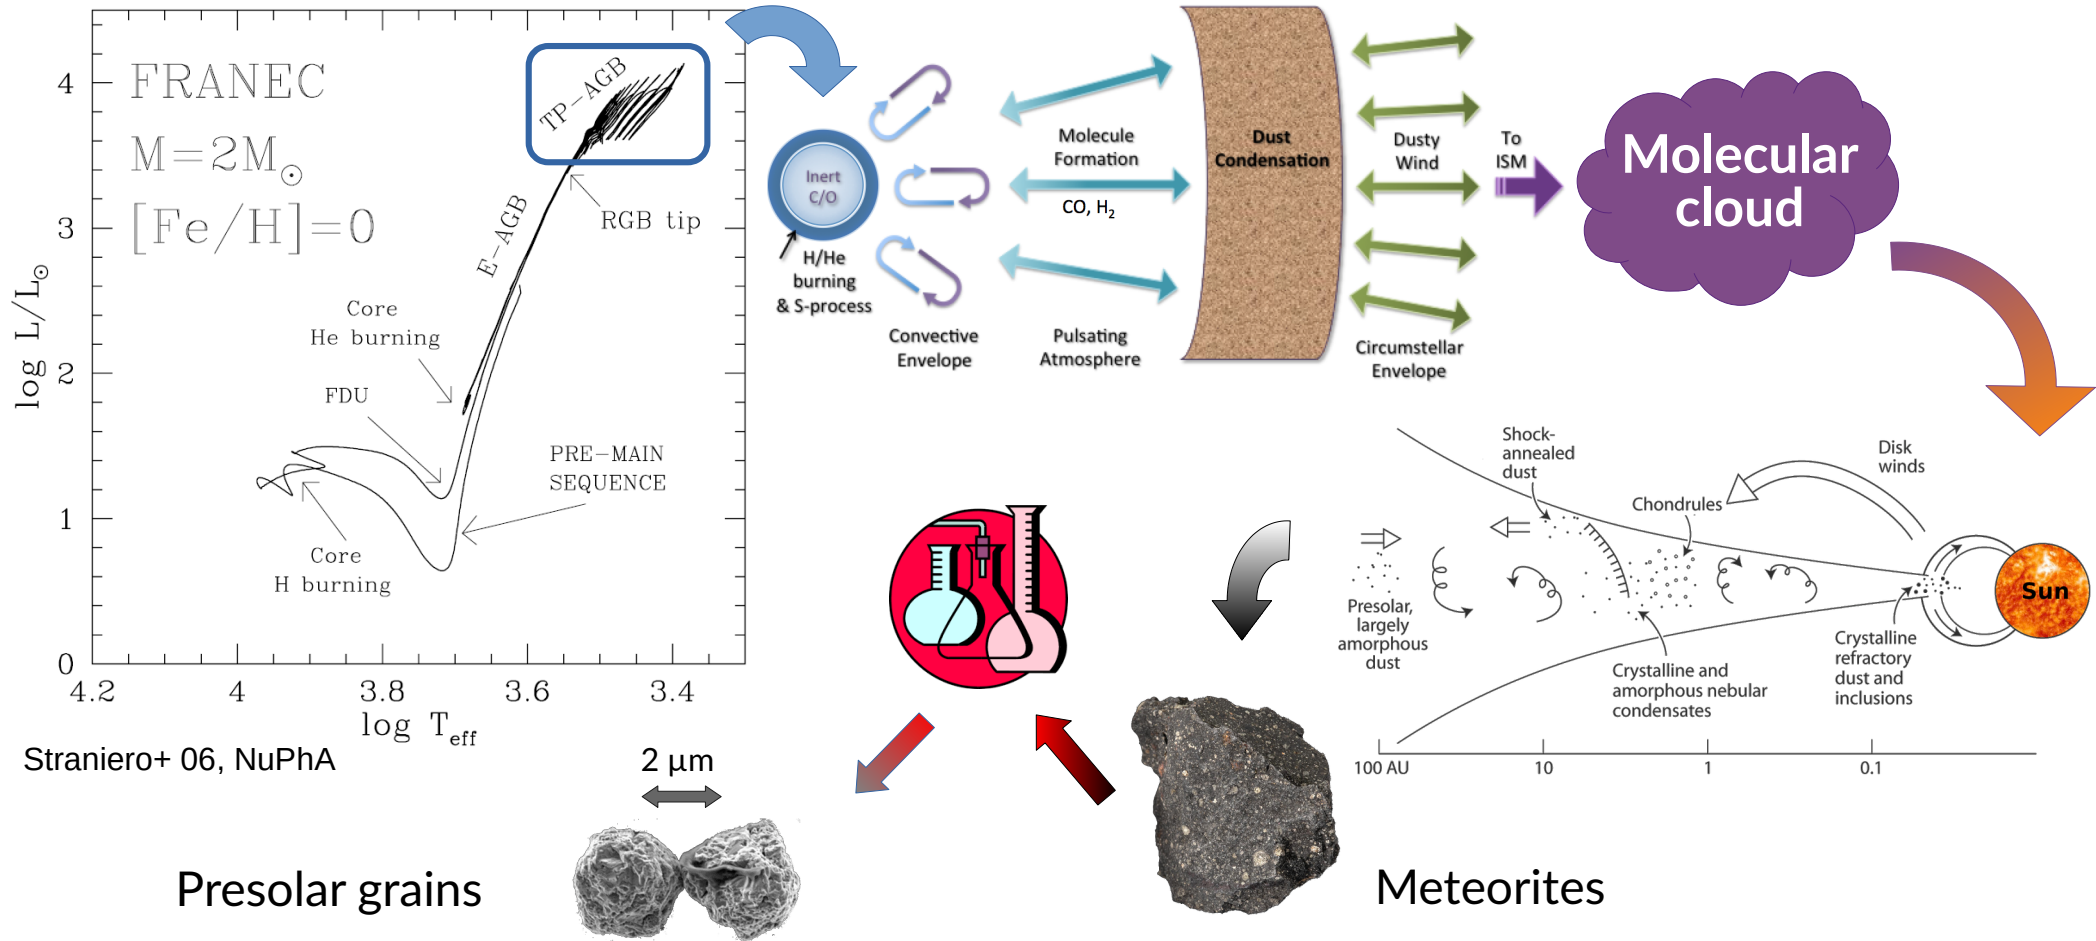 FRANEC
M=2M☉
[Fe/H]=0
TP-AGB
RGB tip
E-AGB
Core
He burning
FDU
PRE-MAIN
SEQUENCE
Core
H burning
log L/L☉
4
3
2
1
0
4.2
4
3.8
3.6
3.4
log Teff
Straniero+ 06, NuPhA
Inert
C/O
H/He
burning
& S-process
Convective
Envelope
Molecule
Formation
CO, H₂
Pulsating
Atmosphere
Dust
Condensation
Dusty
Wind
Circumstellar
Envelope
To
ISM
Molecular
cloud
Shock-
annealed
dust
Chondrules
Disk
winds
Presolar,
largely
amorphous
dust
Crystalline and
amorphous nebular
condensates
Crystalline
refractory
dust and
inclusions
Sun
100 AU
10
1
0.1
Meteorites
2 µm
Presolar grains